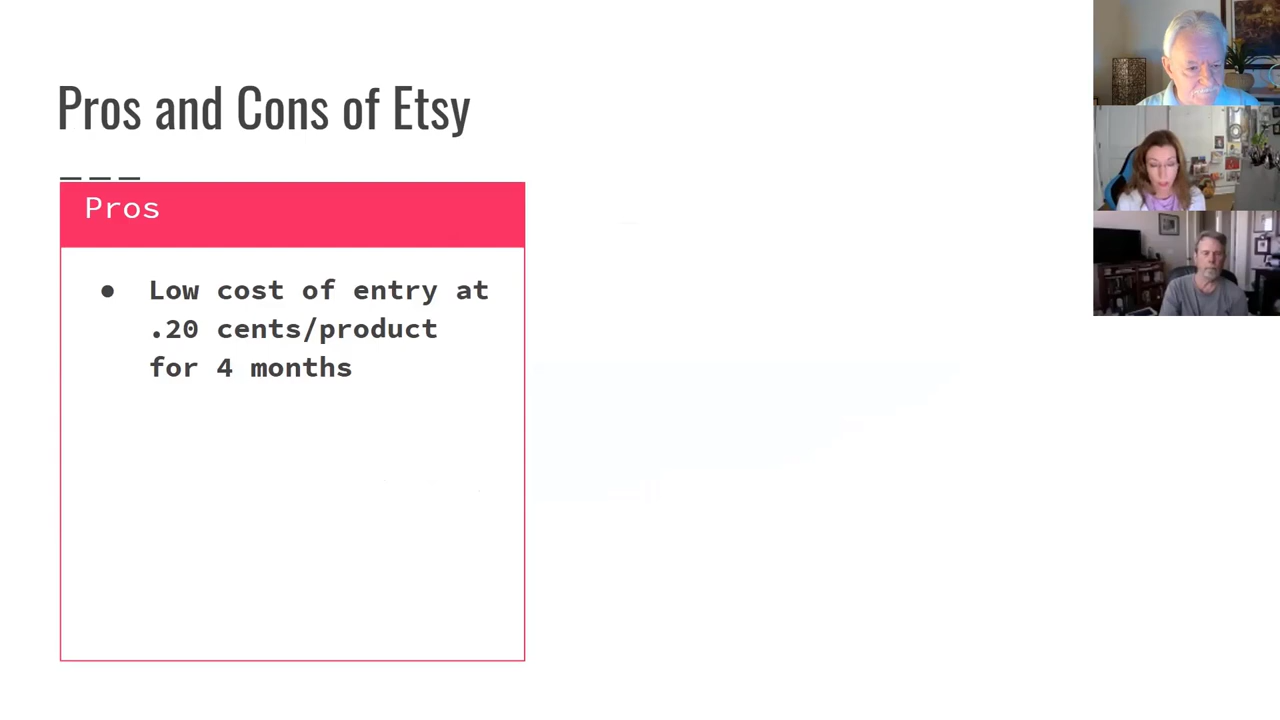 Pros and Cons of Etsy
Pros
● Low cost of entry at
.20 cents/product
for 4 months